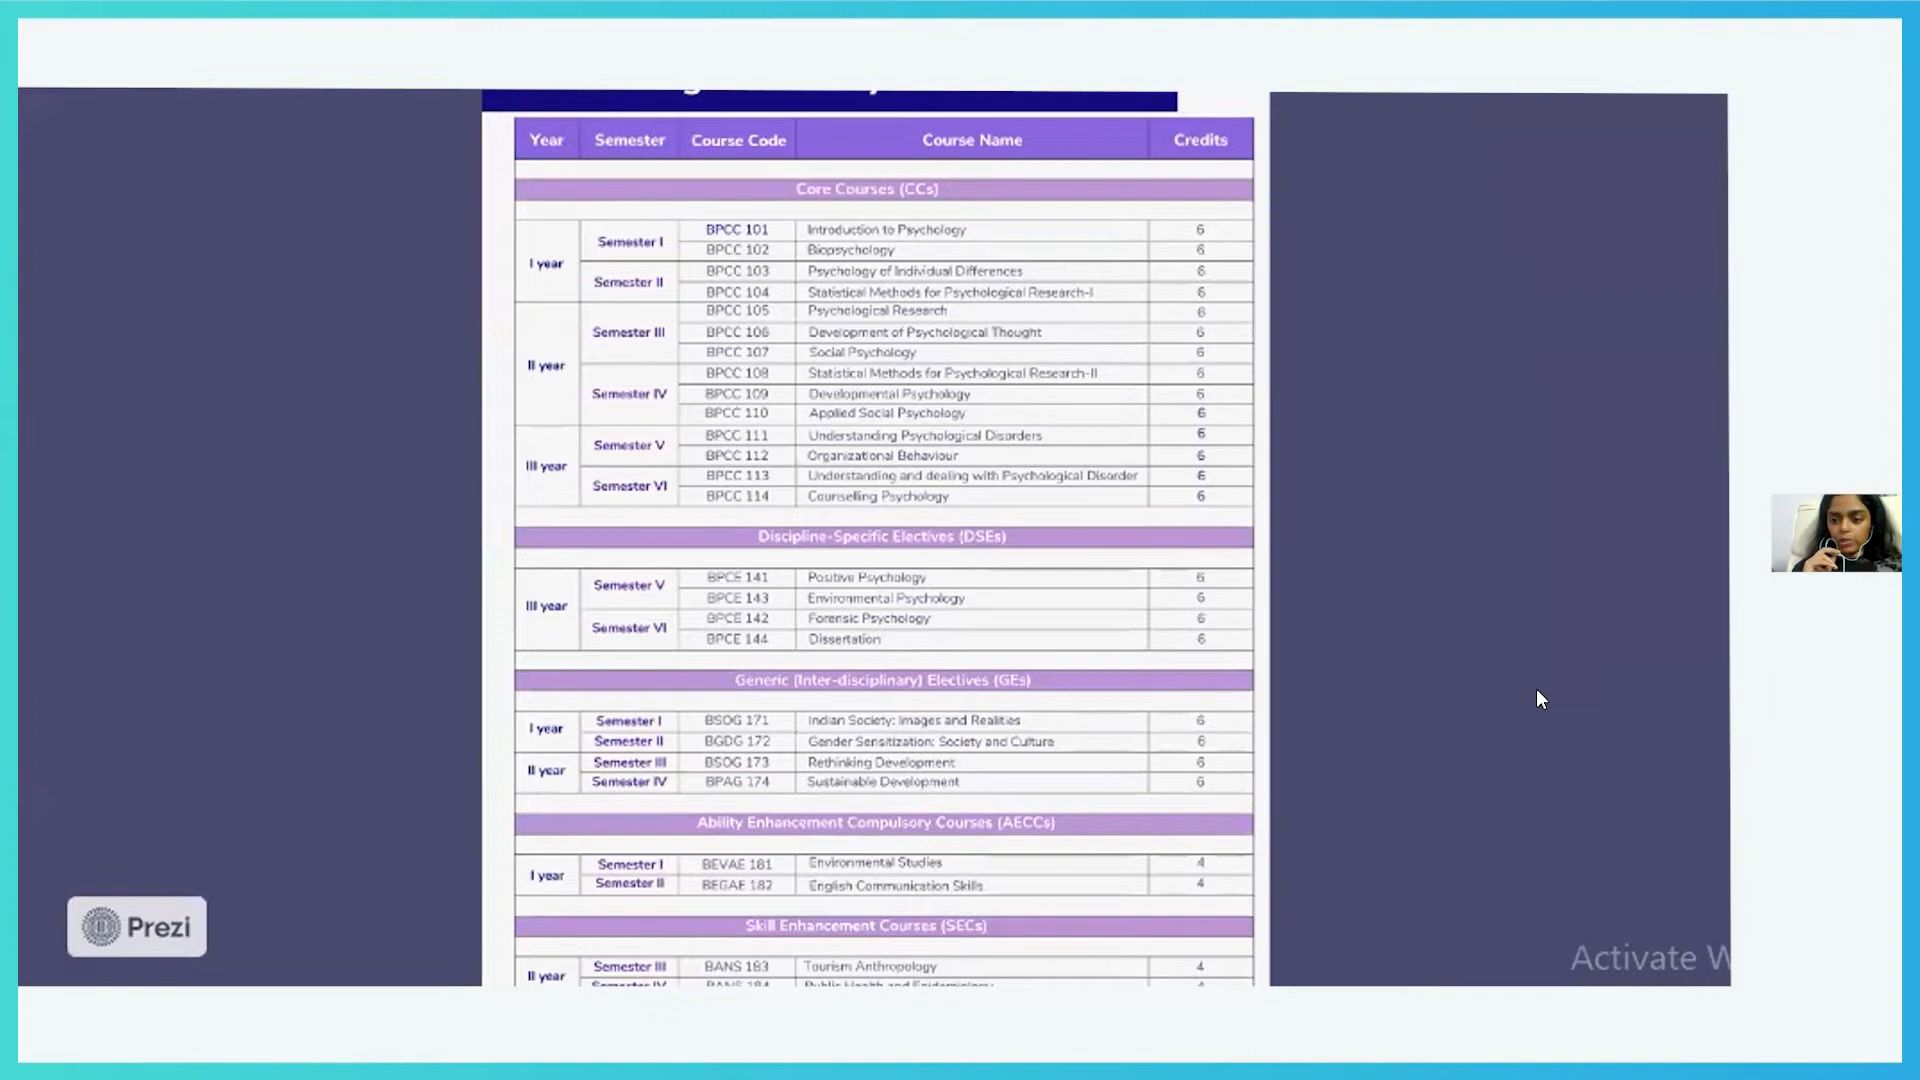 Year Semester Course Code Course Name Credits
Core Courses (CCs)
I year Semester I BPCC 101 Introduction to Psychology 6
BPCC 102 Biopsychology 6
Semester II BPCC 103 Psychology of Individual Differences 6
BPCC 104 Statistical Methods for Psychological Research-I 6
II year Semester III BPCC 105 Psychological Research 6
BPCC 106 Development of Psychological Thought 6
BPCC 107 Social Psychology 6
Semester IV BPCC 108 Statistical Methods for Psychological Research-II 6
BPCC 109 Developmental Psychology 6
BPCC 110 Applied Social Psychology 6
III year Semester V BPCC 111 Understanding Psychological Disorders 6
BPCC 112 Organizational Behaviour 6
Semester VI BPCC 113 Understanding and dealing with Psychological Disorder 6
BPCC 114 Counselling Psychology 6
Discipline-Specific Electives (DSEs)
III year Semester V BPCE 141 Positive Psychology 6
BPCE 143 Environmental Psychology 6
Semester VI BPCE 142 Forensic Psychology 6
BPCE 144 Dissertation 6
Generic (Inter-disciplinary) Electives (GEs)
I year Semester I BSOG 171 Indian Society: Images and Realities 6
Semester II BGDG 172 Gender Sensitization: Society and Culture 6
II year Semester III BSOG 173 Rethinking Development 6
Semester IV BPAG 174 Sustainable Development 6
Ability Enhancement Compulsory Courses (AECCs)
I year Semester I BEVAE 181 Environmental Studies 4
Semester II BEGAE 182 English Communication Skills 4
Skill Enhancement Courses (SECs)
II year Semester III BANS 183 Tourism Anthropology 4
Semester IV BANS 184 Public Health and Epidemiology 4
Prezi
Activate W